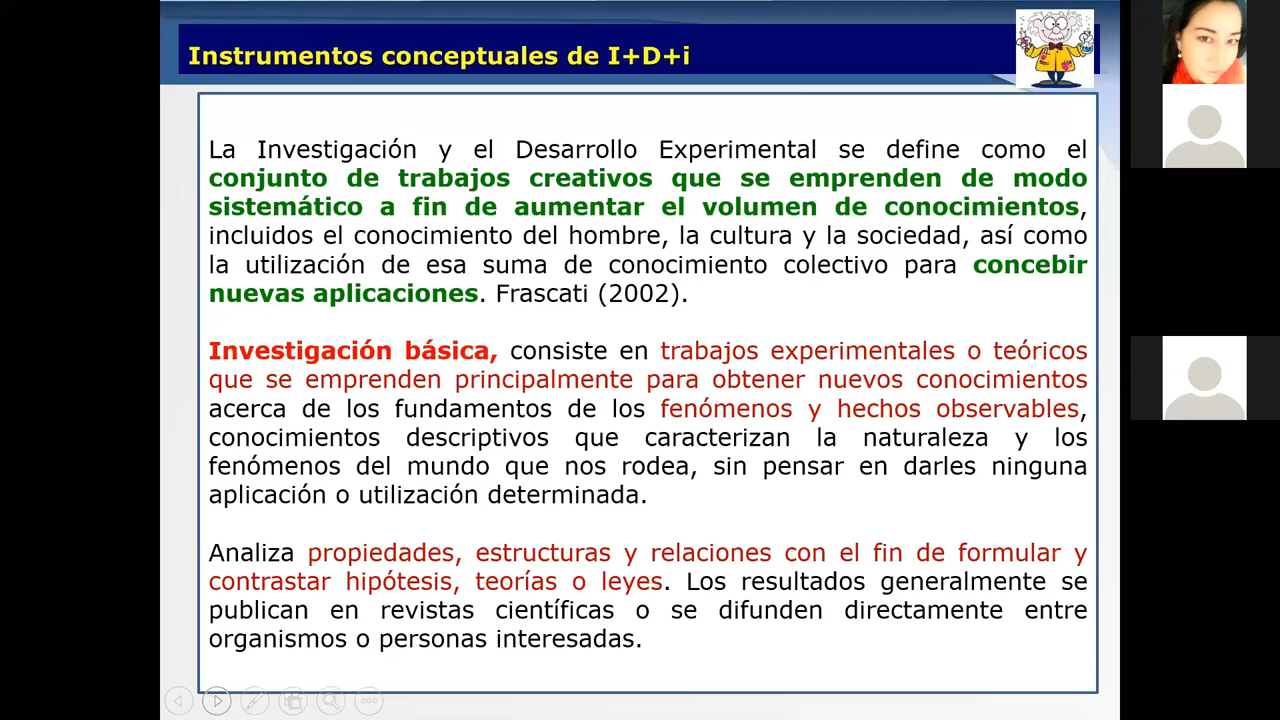 Instrumentos conceptuales de I+D+i
La Investigación y el Desarrollo Experimental se define como el
conjunto de trabajos creativos que se emprenden de modo
sistemático a fin de aumentar el volumen de conocimientos,
incluidos el conocimiento del hombre, la cultura y la sociedad, así como
la utilización de esa suma de conocimiento colectivo para concebir
nuevas aplicaciones. Frascati (2002).
Investigación básica, consiste en trabajos experimentales o teóricos
que se emprenden principalmente para obtener nuevos conocimientos
acerca de los fundamentos de los fenómenos y hechos observables,
conocimientos descriptivos que caracterizan la naturaleza y los
fenómenos del mundo que nos rodea, sin pensar en darles ninguna
aplicación o utilización determinada.
Analiza propiedades, estructuras y relaciones con el fin de formular y
contrastar hipótesis, teorías o leyes. Los resultados generalmente se
publican en revistas científicas o se difunden directamente entre
organismos o personas interesadas.